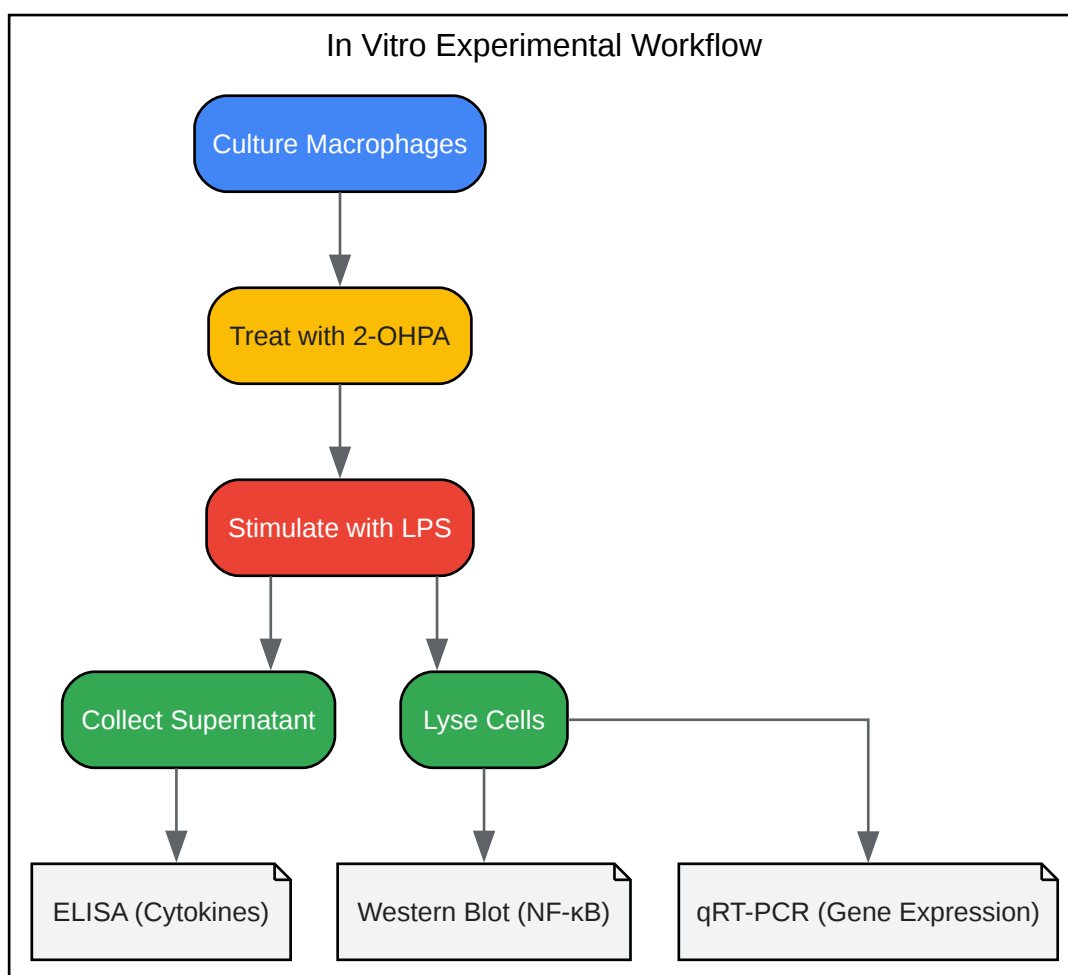 In Vitro Experimental Workflow
Culture Macrophages
Treat with 2-OHPA
Stimulate with LPS
Collect Supernatant
Lyse Cells
ELISA (Cytokines)
Western Blot (NF-κB)
qRT-PCR (Gene Expression)